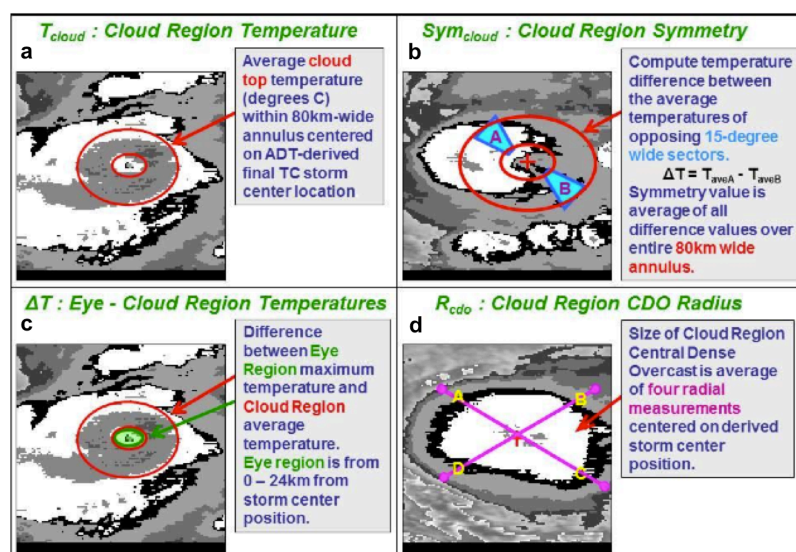 T_cloud : Cloud Region Temperature
a
Average cloud
top temperature
(degrees C)
within 80km-wide
annulus centered
on ADT-derived
final TC storm
center location
Sym_cloud : Cloud Region Symmetry
b
A
B
Compute temperature
difference between
the average
temperatures of
opposing 15-degree
wide sectors.
ΔT = T_aveA - T_aveB
Symmetry value is
average of all
difference values over
entire 80km wide
annulus.
ΔT : Eye - Cloud Region Temperatures
c
Difference
between Eye
Region maximum
temperature and
Cloud Region
average
temperature.
Eye region is from
0 – 24km from
storm center
position.
R_cdo : Cloud Region CDO Radius
d
A
B
D
C
Size of Cloud Region
Central Dense
Overcast is average
of four radial
measurements
centered on derived
storm center
position.